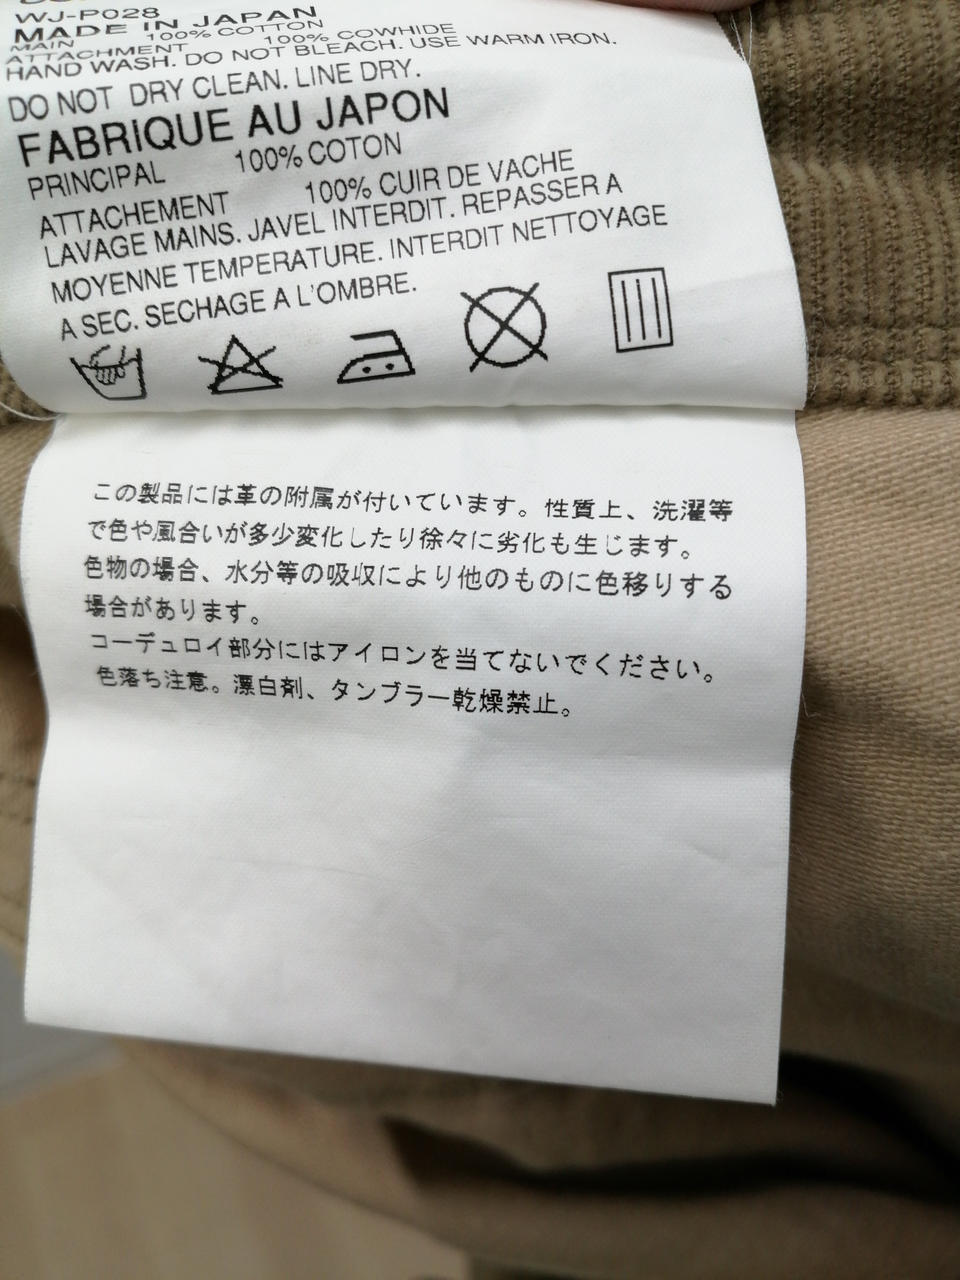 WJ-P028
MADE IN JAPAN
MAIN 100% COTTON
ATTACHMENT 100% COWHIDE
HAND WASH. DO NOT BLEACH. USE WARM IRON.
DO NOT DRY CLEAN. LINE DRY.
FABRIQUE AU JAPON
PRINCIPAL 100% COTON
ATTACHEMENT 100% CUIR DE VACHE
LAVAGE MAINS. JAVEL INTERDIT. REPASSER A
MOYENNE TEMPERATURE. INTERDIT NETTOYAGE
A SEC. SECHAGE A L'OMBRE.
この製品には革の附属が付いています。性質上、洗濯等
で色や風合いが多少変化したり徐々に劣化も生じます。
色物の場合、水分等の吸収により他のものに色移りする
場合があります。
コーデュロイ部分にはアイロンを当てないでください。
色落ち注意。漂白剤、タンブラー乾燥禁止。